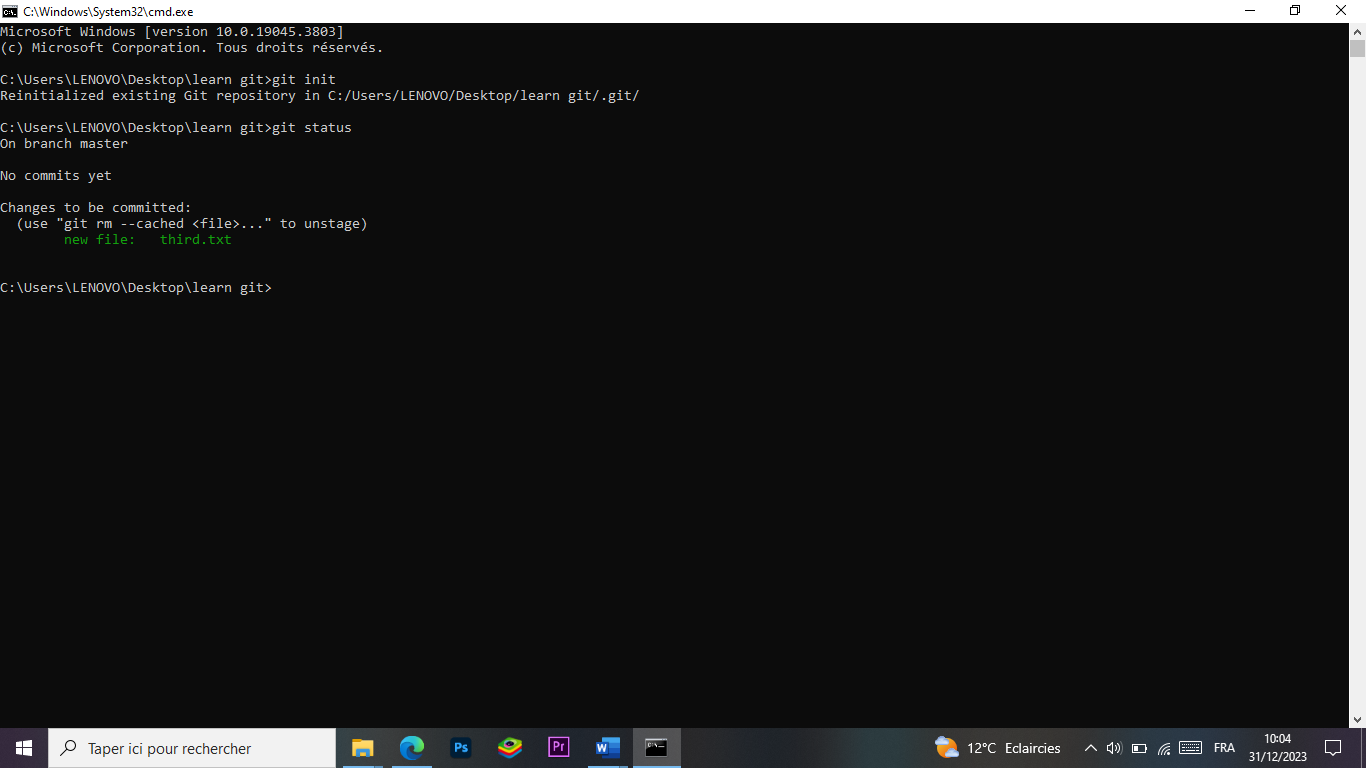 C:\Windows\System32\cmd.exe
Microsoft Windows [version 10.0.19045.3803]
(c) Microsoft Corporation. Tous droits réservés.
C:\Users\LENOVO\Desktop\learn git>git init
Reinitialized existing Git repository in C:/Users/LENOVO/Desktop/learn git/.git/
C:\Users\LENOVO\Desktop\learn git>git status
On branch master
No commits yet
Changes to be committed:
  (use "git rm --cached <file>..." to unstage)
        new file:   third.txt
C:\Users\LENOVO\Desktop\learn git>
Taper ici pour rechercher
Ps
Pr
W
12°C Eclaircies
FRA
10:04
31/12/2023